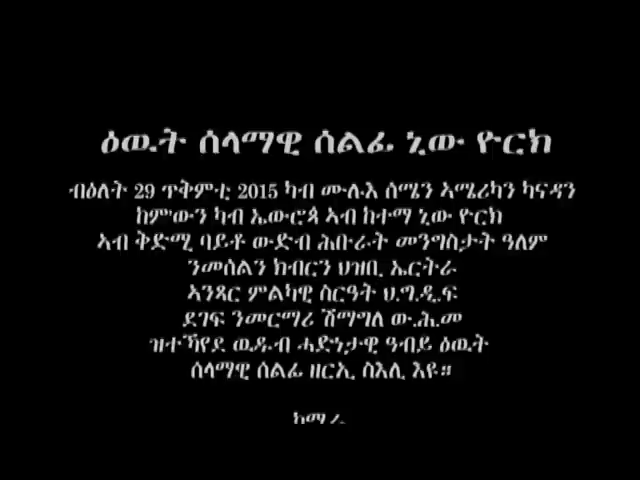 ዕዉት ሰላማዊ ሰልፊ ኒው ዮርክ
ብዕለት 29 ጥቅምቲ 2015 ካብ ሙሉእ ሰሜን ኣሜሪካን ካናዳን
ከምኡውን ካብ ኤውሮጳ ኣብ ከተማ ኒው ዮርክ
ኣብ ቅድሚ ባይቶ ውድብ ሕቡራት መንግስታት ዓለም
ንመሰልን ክብርን ህዝቢ ኤርትራ
ኣንጻር ምልካዊ ስርዓት ህ.ግ.ዲ.ፍ
ደገፍ ንመርማሪ ሽማግለ ው.ሕ.መ
ዝተኻየደ ዉዱብ ሓድነታዊ ዓብይ ዕዉት
ሰላማዊ ሰልፊ ዘርኢ ስእሊ እዩ።